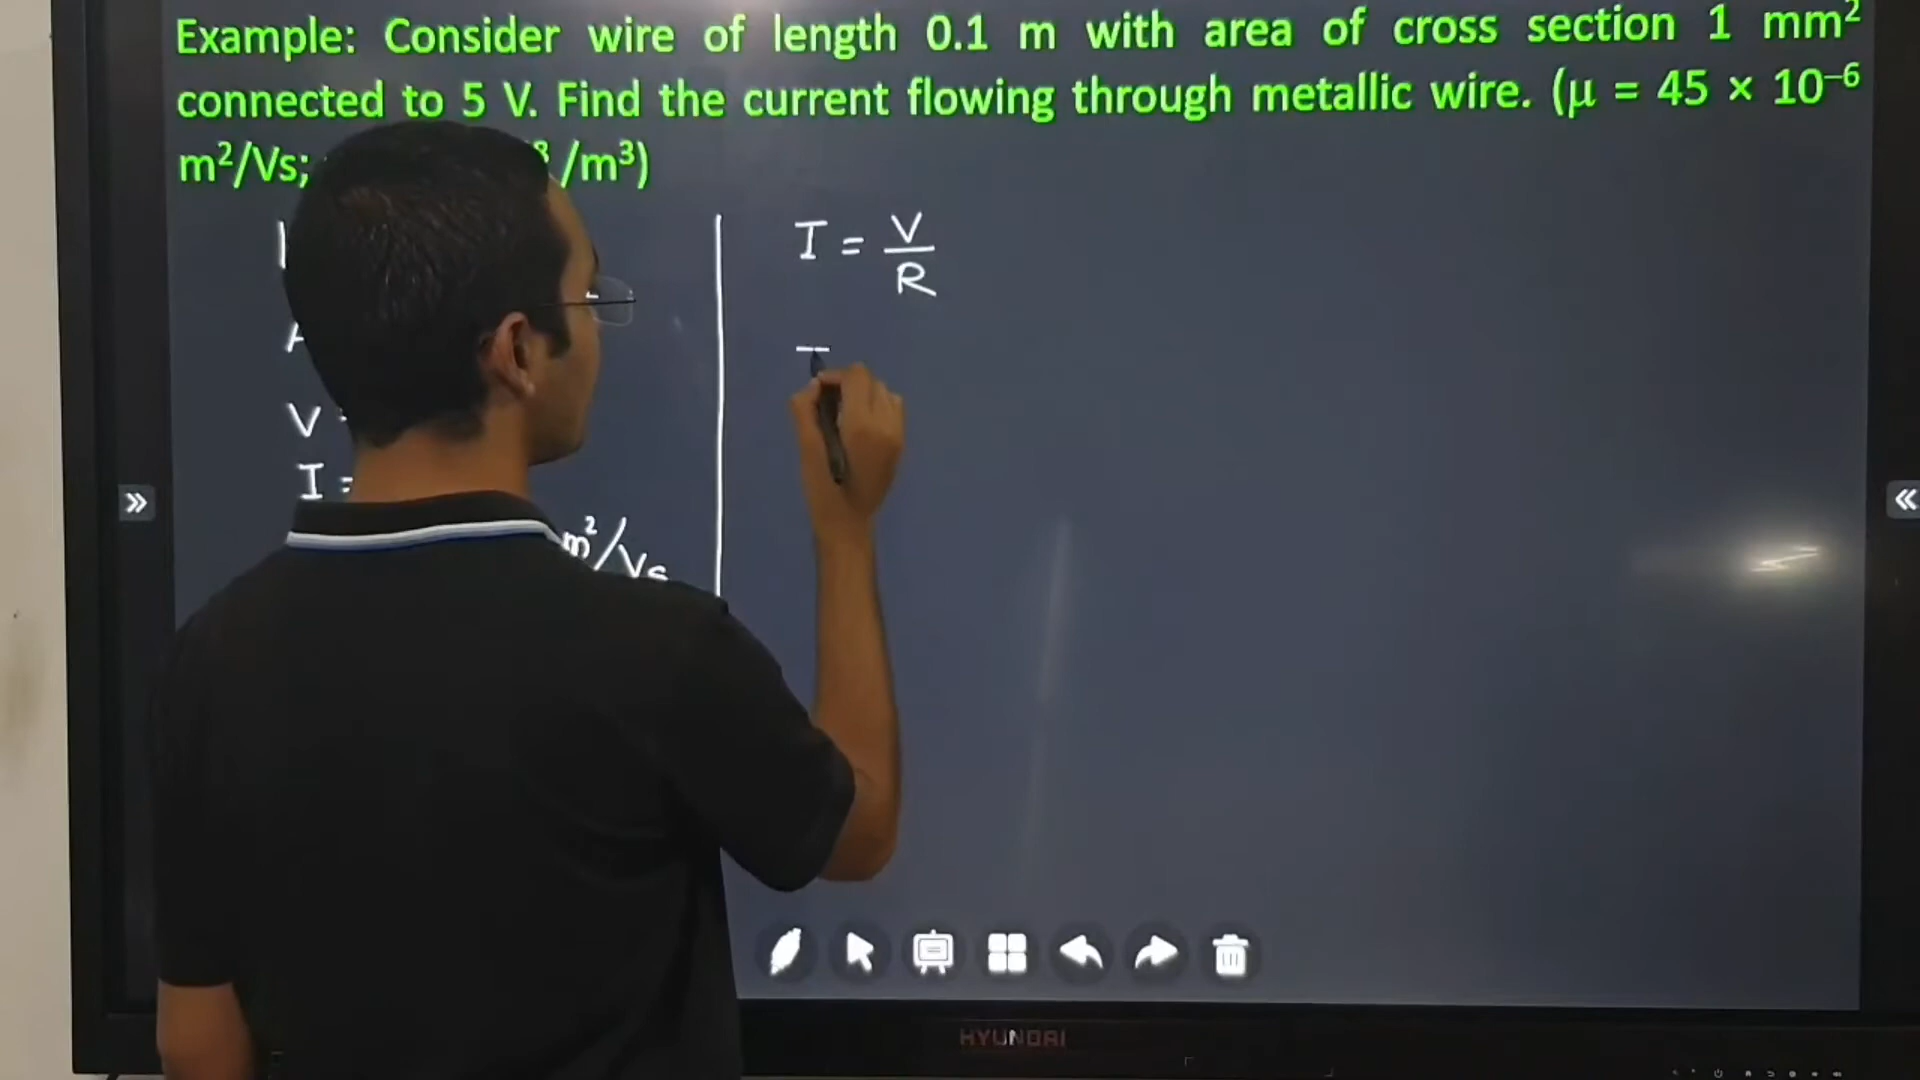 Example: Consider wire of length 0.1 m with area of cross section 1 mm²
connected to 5 V. Find the current flowing through metallic wire. (μ = 45 × 10⁻⁶
m²/Vs; ⁸ /m³)
V
I =
m²/Vs
I = V/R
HYUNDAI